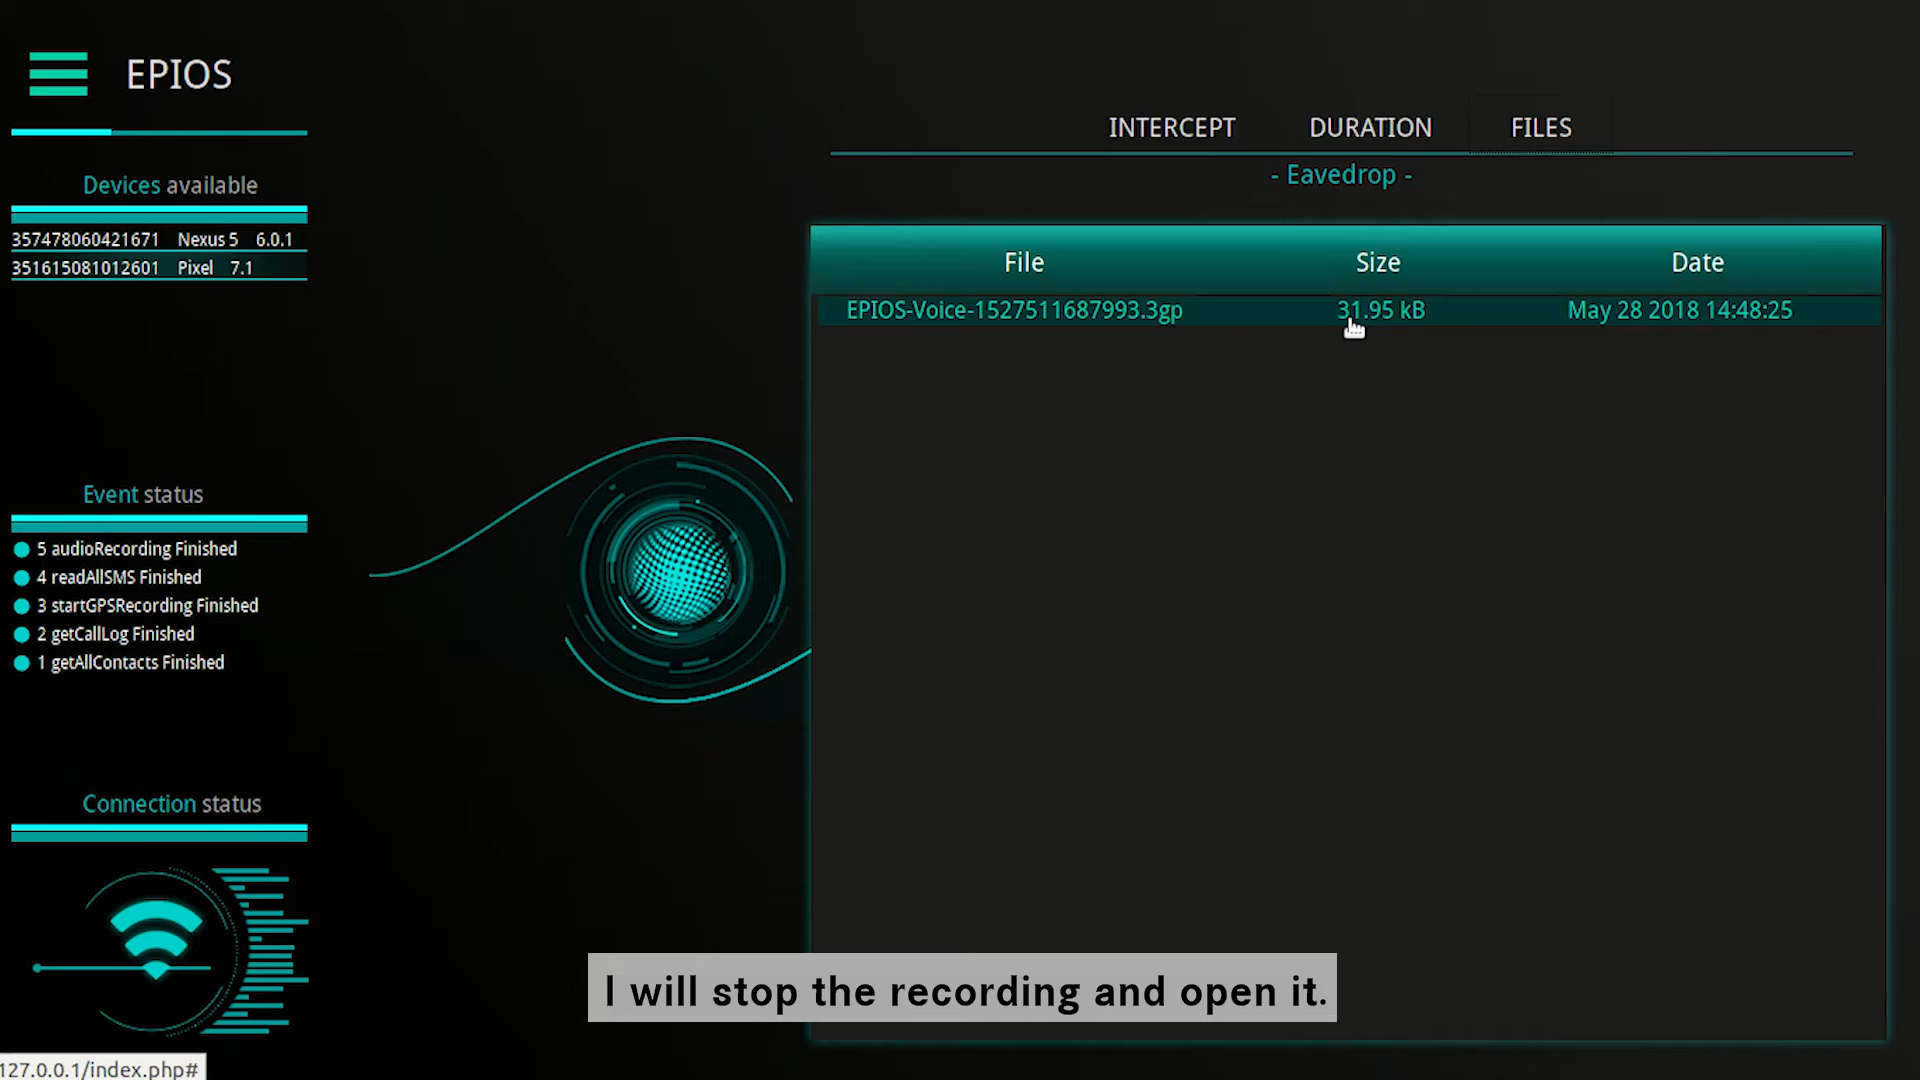 EPIOS
INTERCEPT DURATION FILES
- Eavedrop -
Devices available
357478060421671 Nexus 5 6.0.1
351615081012601 Pixel 7.1
File Size Date
EPIOS-Voice-1527511687993.3gp 31.95 kB May 28 2018 14:48:25
Event status
5 audioRecording Finished
4 readAllSMS Finished
3 startGPSRecording Finished
2 getCallLog Finished
1 getAllContacts Finished
Connection status
I will stop the recording and open it.
127.0.0.1/index.php#